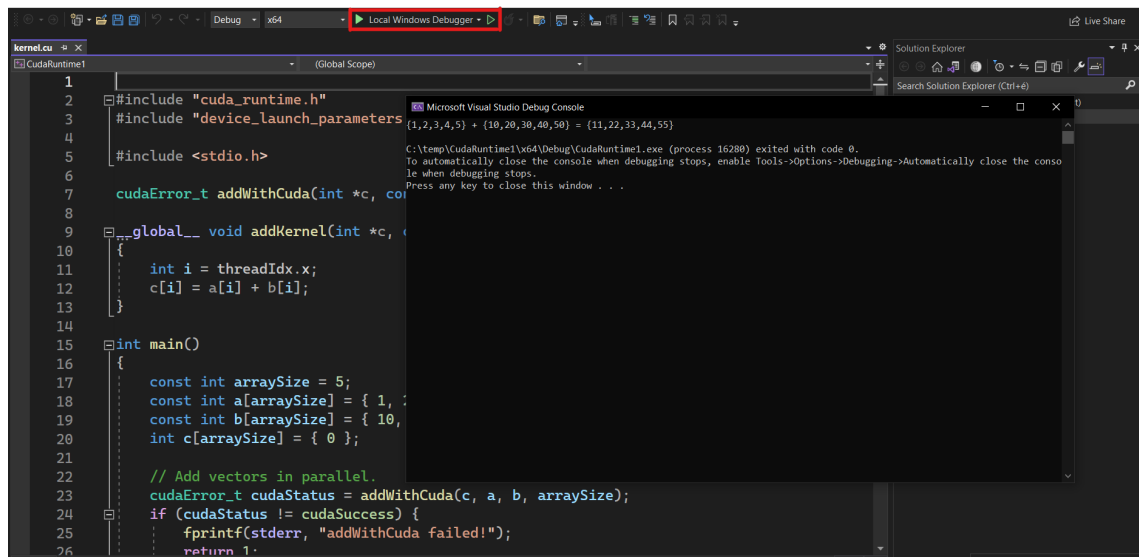 Debug x64 Local Windows Debugger Live Share
kernel.cu Solution Explorer
CudaRuntime1 (Global Scope)
Search Solution Explorer (Ctrl+é)
1
2 #include "cuda_runtime.h"
3 #include "device_launch_parameters
4
5 #include <stdio.h>
6
7 cudaError_t addWithCuda(int *c,
8
9 __global__ void addKernel(int *c,
10 {
11 int i = threadIdx.x;
12 c[i] = a[i] + b[i];
13 }
14
15 int main()
16 {
17 const int arraySize = 5;
18 const int a[arraySize] = { 1,
19 const int b[arraySize] = { 10,
20 int c[arraySize] = { 0 };
21
22 // Add vectors in parallel.
23 cudaError_t cudaStatus = addWithCuda(c, a, b, arraySize);
24 if (cudaStatus != cudaSuccess) {
25 fprintf(stderr, "addWithCuda failed!");
26 return 1;
Microsoft Visual Studio Debug Console
{1,2,3,4,5} + {10,20,30,40,50} = {11,22,33,44,55}
C:\temp\CudaRuntime1\x64\Debug\CudaRuntime1.exe (process 16280) exited with code 0.
To automatically close the console when debugging stops, enable Tools->Options->Debugging->Automatically close the conso
le when debugging stops.
Press any key to close this window . . .